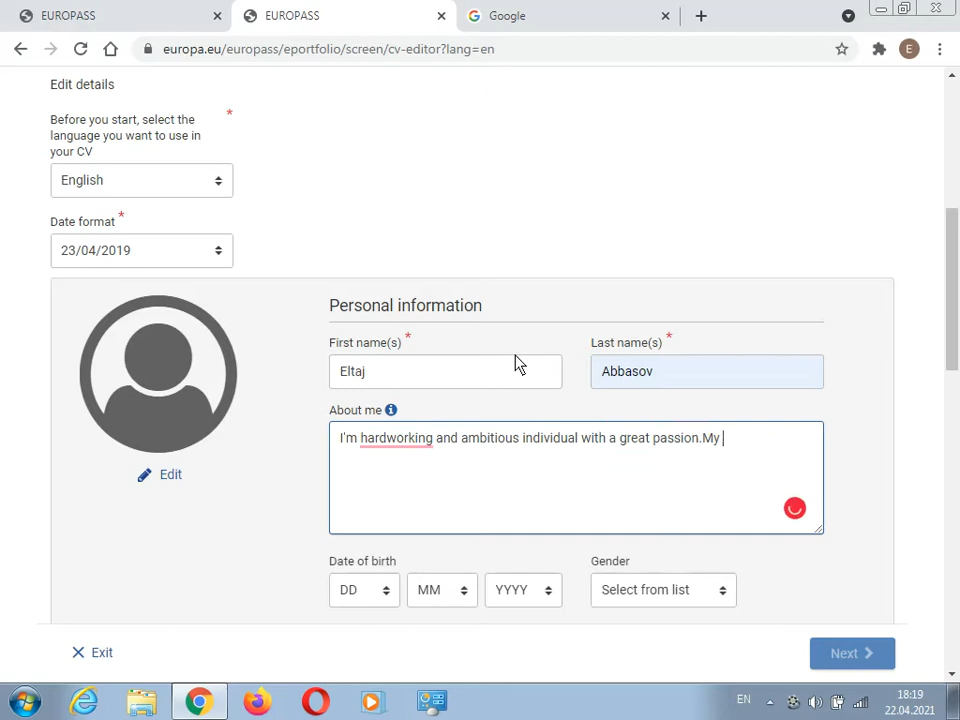 EUROPASS
EUROPASS
Google
europa.eu/europass/eportfolio/screen/cv-editor?lang=en
E
Edit details
Before you start, select the *
language you want to use in
your CV
English
Date format *
23/04/2019
Personal information
First name(s) *
Last name(s) *
Eltaj
Abbasov
About me
I'm hardworking and ambitious individual with a great passion.My
Edit
Date of birth
Gender
DD
MM
YYYY
Select from list
Exit
Next
EN
18:19
22.04.2021